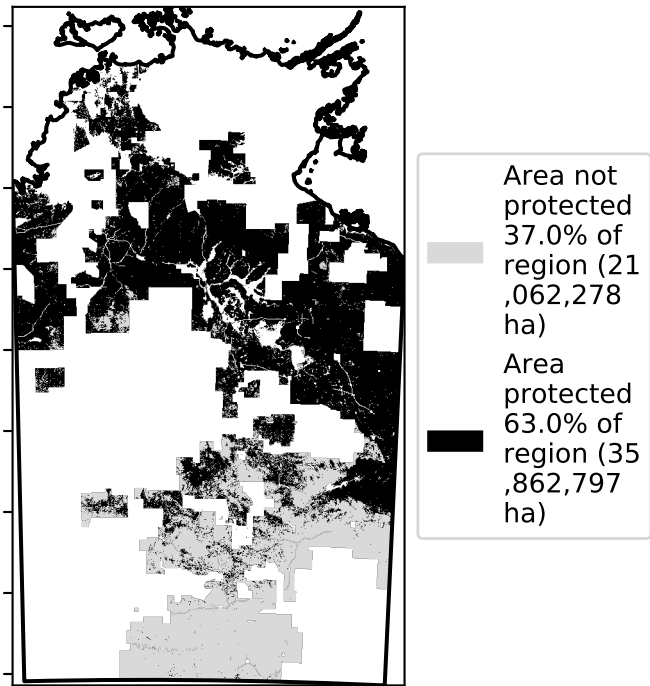 Area not
protected
37.0% of
region (21
,062,278
ha)
Area
protected
63.0% of
region (35
,862,797
ha)